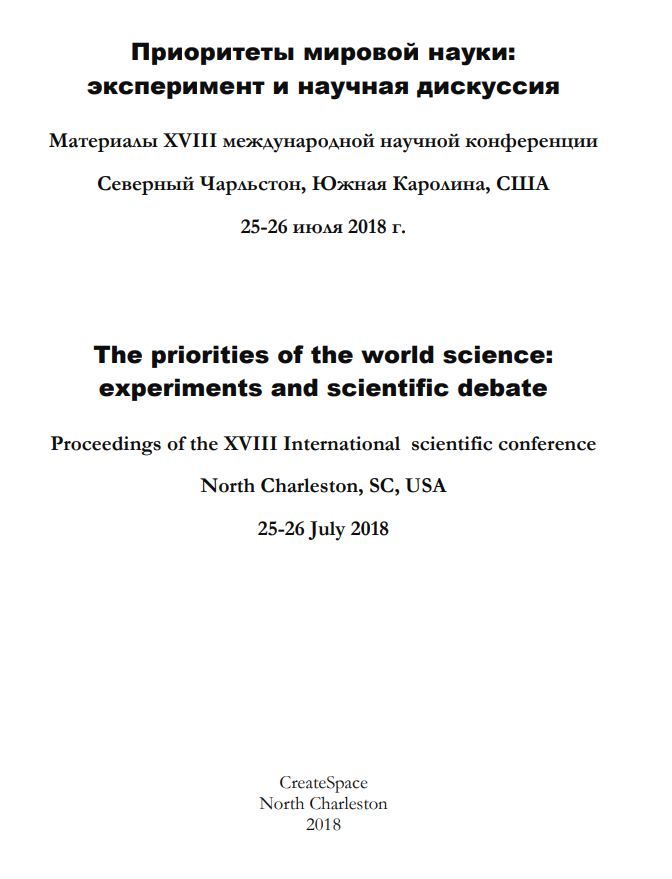 Приоритеты мировой науки:
эксперимент и научная дискуссия
Материалы XVIII международной научной конференции
Северный Чарльстон, Южная Каролина, США
25-26 июля 2018 г.
The priorities of the world science:
experiments and scientific debate
Proceedings of the XVIII International  scientific conference
North Charleston, SC, USA
25-26 July 2018
CreateSpace
North Charleston
2018